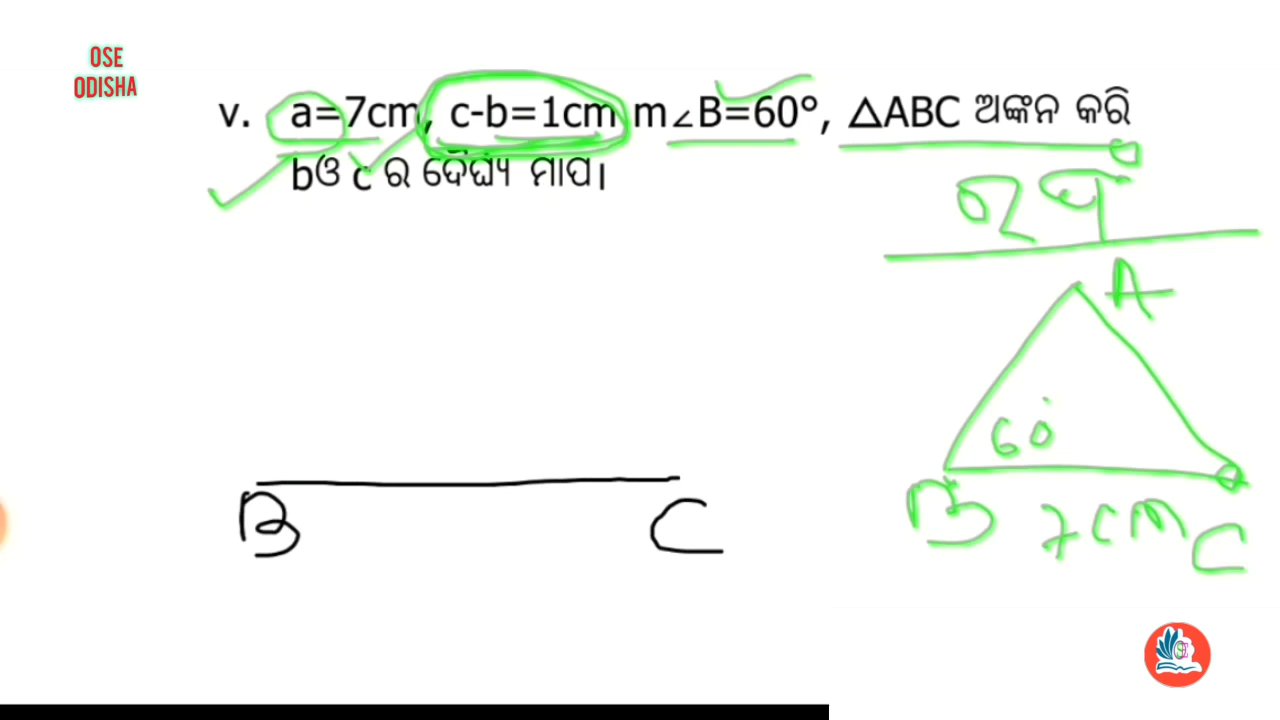 OSE
ODISHA
v. a=7cm, c-b=1cm m∠B=60°, △ABC ଅଙ୍କନ କରି
bଓ c ର ଦୈର୍ଘ୍ୟ ମାପ।
A
60°
B 7cm C
B C